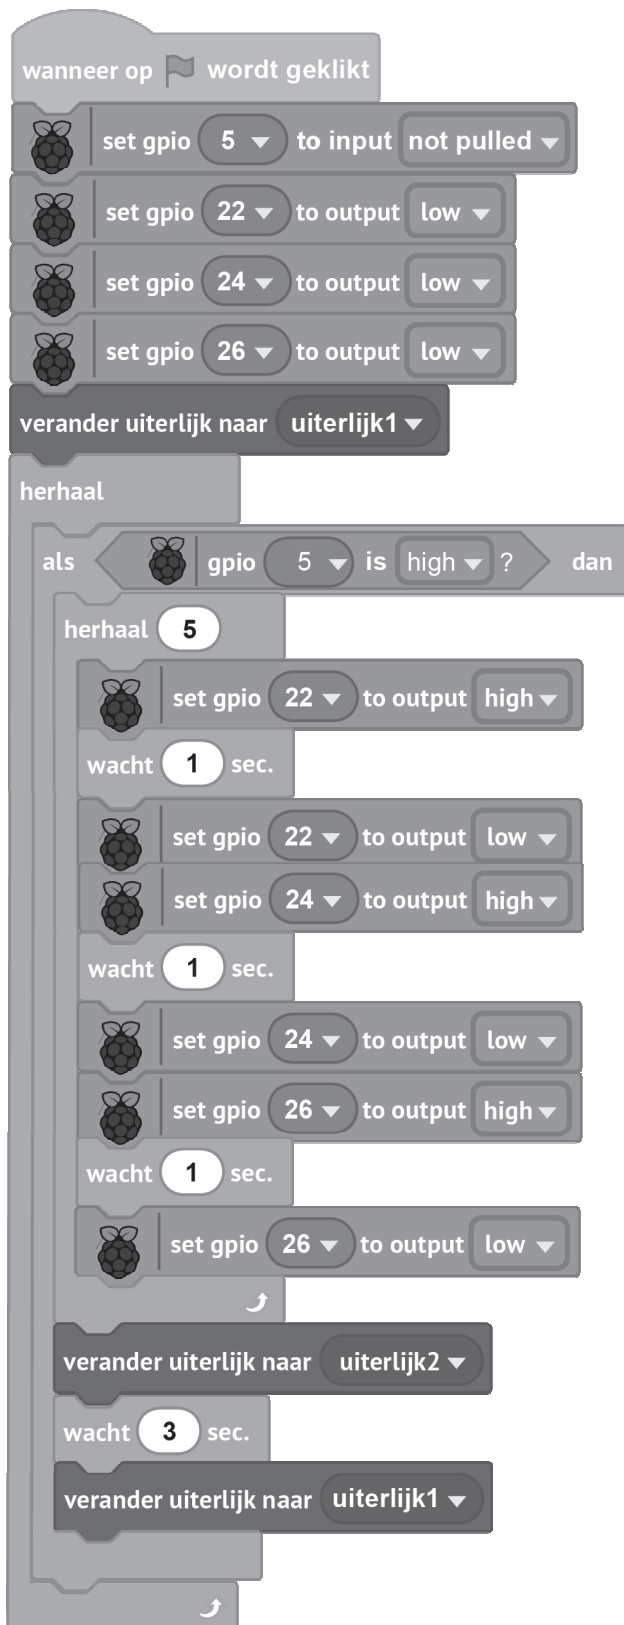 wanneer op wordt geklikt
set gpio 5 to input not pulled
set gpio 22 to output low
set gpio 24 to output low
set gpio 26 to output low
verander uiterlijk naar uiterlijk1
herhaal
als gpio 5 is high ? dan
herhaal 5
set gpio 22 to output high
wacht 1 sec.
set gpio 22 to output low
set gpio 24 to output high
wacht 1 sec.
set gpio 24 to output low
set gpio 26 to output high
wacht 1 sec.
set gpio 26 to output low
verander uiterlijk naar uiterlijk2
wacht 3 sec.
verander uiterlijk naar uiterlijk1